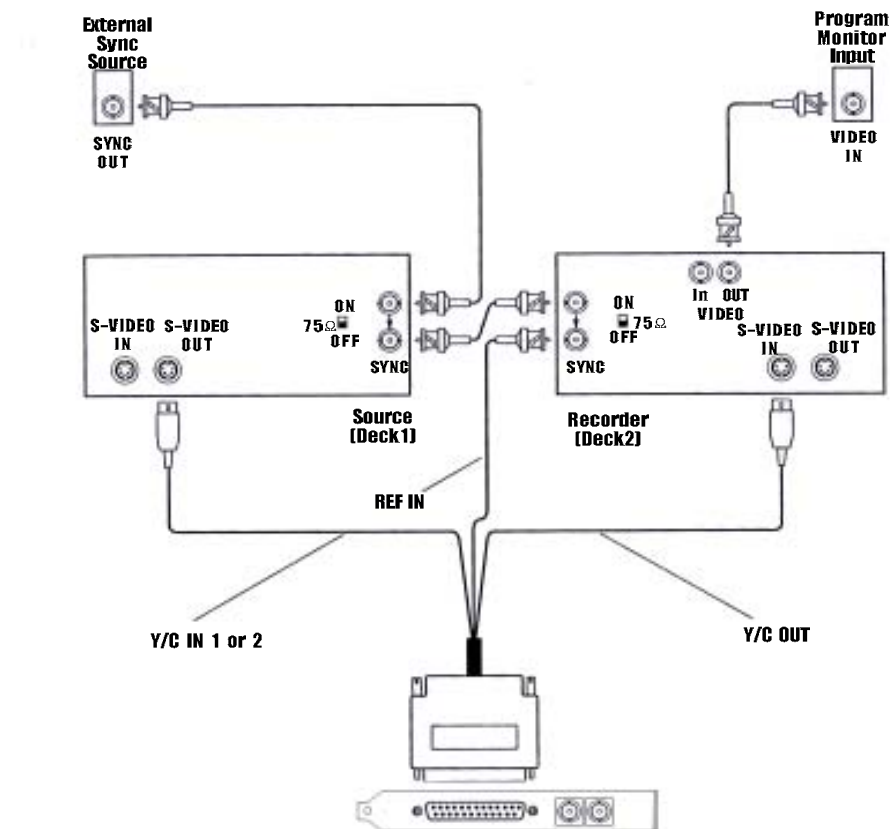 External
Sync
Source
SYNC
OUT
Program
Monitor
Input
VIDEO
IN
S-VIDEO
IN
S-VIDEO
OUT
ON
75Ω
OFF
SYNC
Source
(Deck1)
In OUT
VIDEO
ON
75Ω
OFF
SYNC
S-VIDEO
IN
S-VIDEO
OUT
Recorder
(Deck2)
REF IN
Y/C IN 1 or 2
Y/C OUT